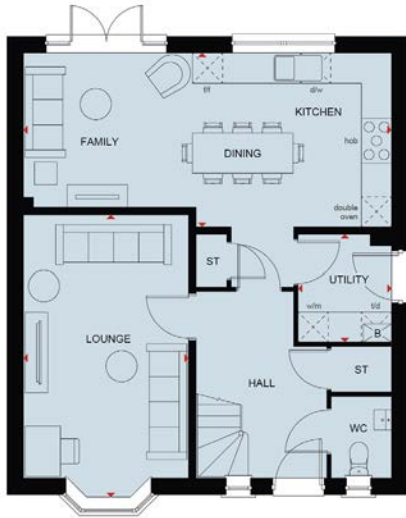 f/f
d/w
KITCHEN
FAMILY
hob
DINING
double
oven
ST
UTILITY
w/m
t/d
B
LOUNGE
ST
HALL
WC